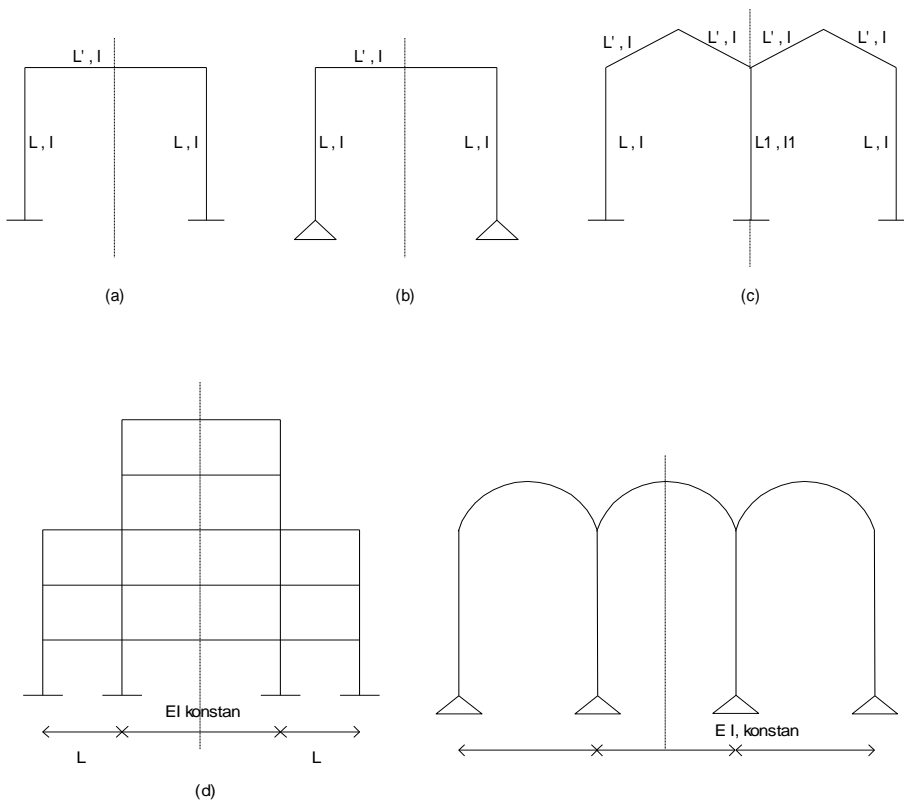 L' , I
L , I
L , I
(a)
L' , I
L , I
L , I
(b)
L' , I
L' , I
L' , I
L' , I
L , I
L1 , I1
L , I
(c)
EI konstan
L
L
(d)
E I, konstan